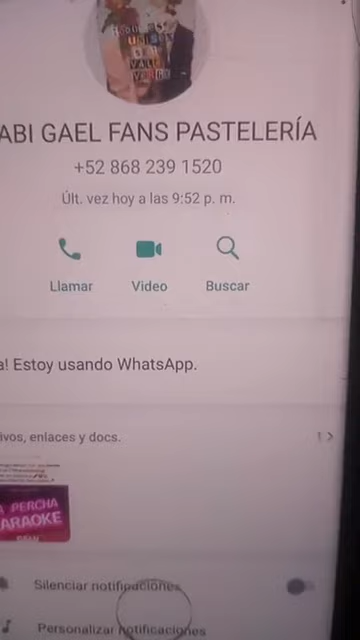 ABI GAEL FANS PASTELERÍA
+52 868 239 1520
Últ. vez hoy a las 9:52 p. m.
Llamar Video Buscar
a! Estoy usando WhatsApp.
ivos, enlaces y docs. 1 >
PERCHA
ARAOKE
Silenciar notificaciones
Personalizar notificaciones